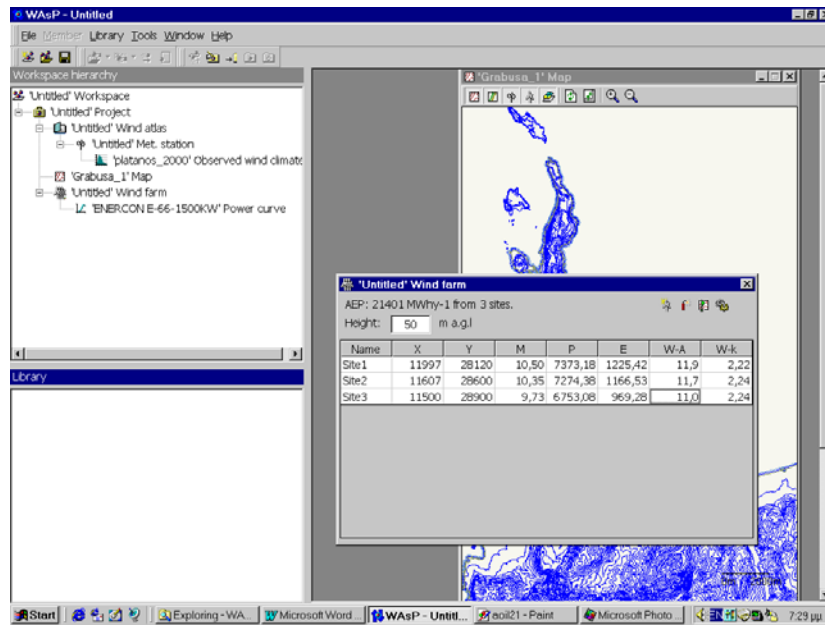 WAsP - Untitled
File Member Library Tools Window Help
Workspace hierarchy
'Untitled' Workspace
'Untitled' Project
'Untitled' Wind atlas
'Untitled' Met. station
'platanos_2000' Observed wind climate
'Grabusa_1' Map
'Untitled' Wind farm
'ENERCON E-66-1500KW' Power curve
Library
'Grabusa_1' Map
'Untitled' Wind farm
AEP: 21401 MWhy-1 from 3 sites.
Height: 50 m a.g.l
Name X Y M P E W-A W-k
Site1 11997 28120 10,50 7373,18 1225,42 11,9 2,22
Site2 11607 28600 10,35 7274,38 1166,53 11,7 2,24
Site3 11500 28900 9,73 6753,08 969,28 11,0 2,24
Start Exploring - WA... Microsoft Word ... WAsP - Untitl... aoil21 - Paint Microsoft Photo ... EN 7:29 μμ